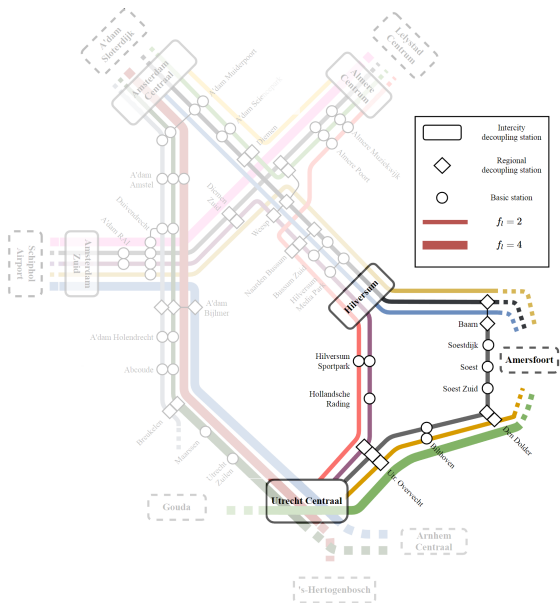 A'dam
Sloterdijk
Amsterdam
Centraal
A'dam Muiderpoort
Lelystad
Centrum
Almere
Centrum
Almere Muziekwijk
Almere Poort
Diemen
Diemen
Zuid
Weesp
A'dam
Amstel
Duivendrecht
A'dam RAI
Schiphol
Airport
Amsterdam
Zuid
Naarden Bussum
Bussum Zuid
Hilversum
Media Park
Hilversum
A'dam
Bijlmer
A'dam Holendrecht
Abcoude
Breukelen
Maarssen
Utrecht
Zuilen
Hilversum
Sportpark
Hollandsche
Rading
Baarn
Soestdijk
Soest
Soest Zuid
Amersfoort
Den Dolder
Bilthoven
Utr. Overvecht
Utrecht Centraal
Gouda
Arnhem
Centraal
's-Hertogenbosch
Intercity
decoupling station
Regional
decoupling station
Basic station
f_l = 2
f_l = 4